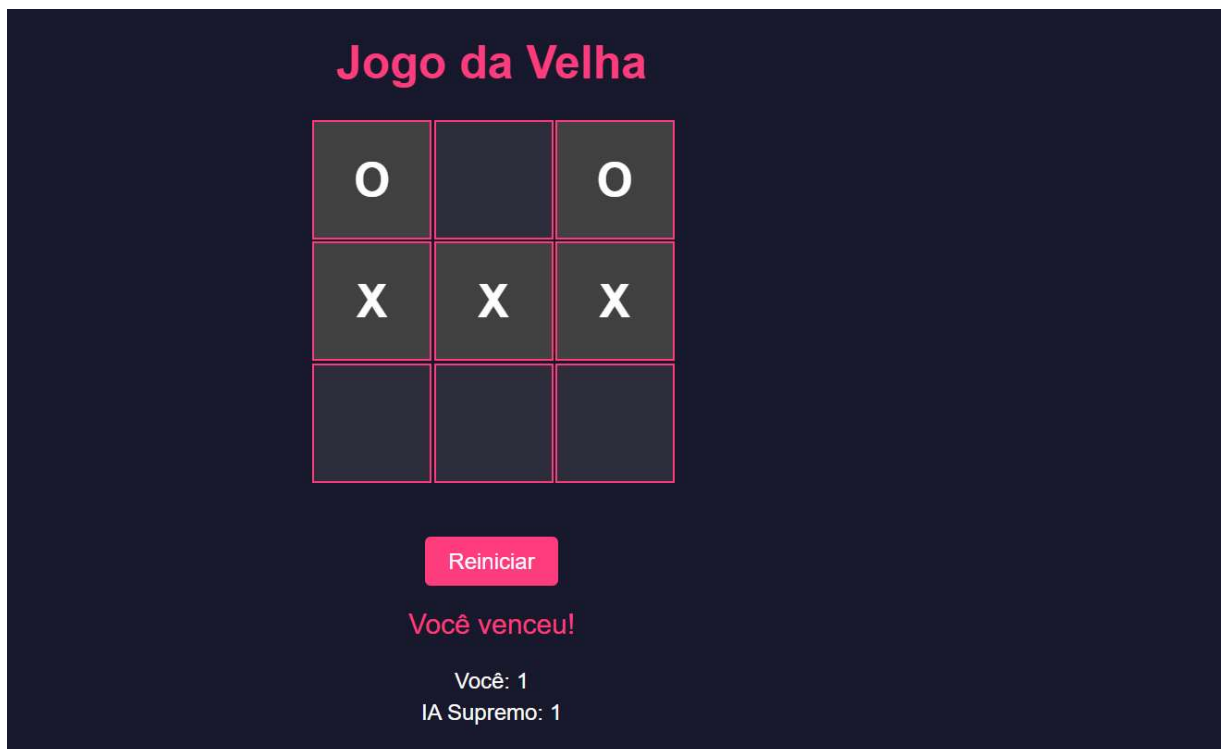 Jogo da Velha
O O
X X X
Reiniciar
Você venceu!
Você: 1
IA Supremo: 1